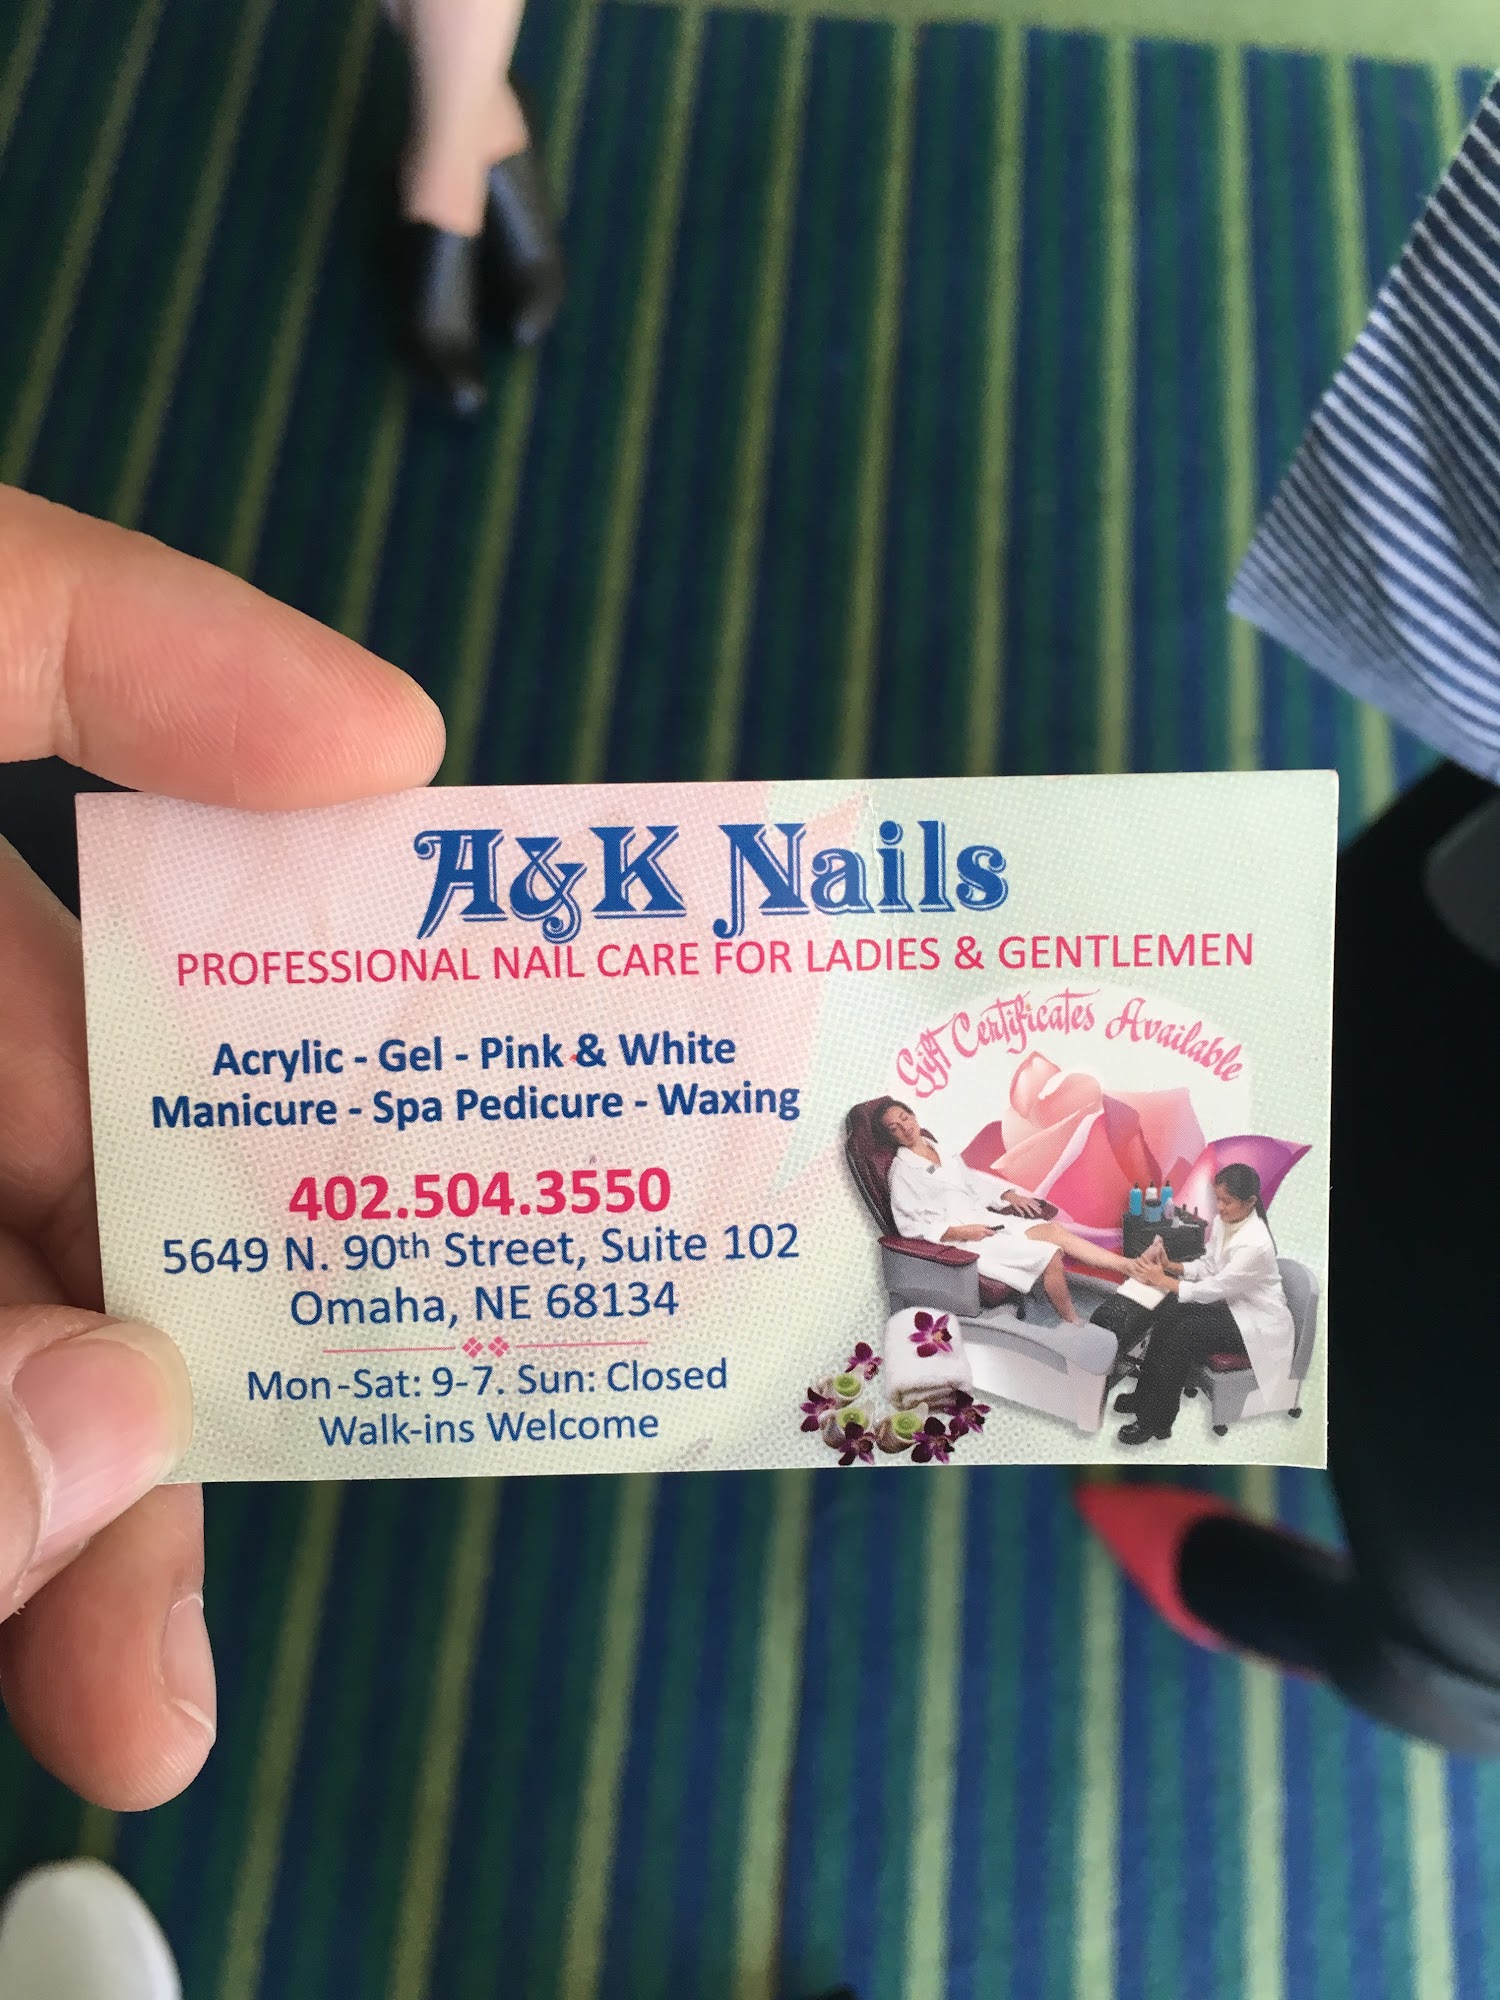 A&K Nails
PROFESSIONAL NAIL CARE FOR LADIES & GENTLEMEN
Gift Certificates Available
Acrylic - Gel - Pink & White
Manicure - Spa Pedicure - Waxing
402.504.3550
5649 N. 90th Street, Suite 102
Omaha, NE 68134
Mon-Sat: 9-7. Sun: Closed
Walk-ins Welcome